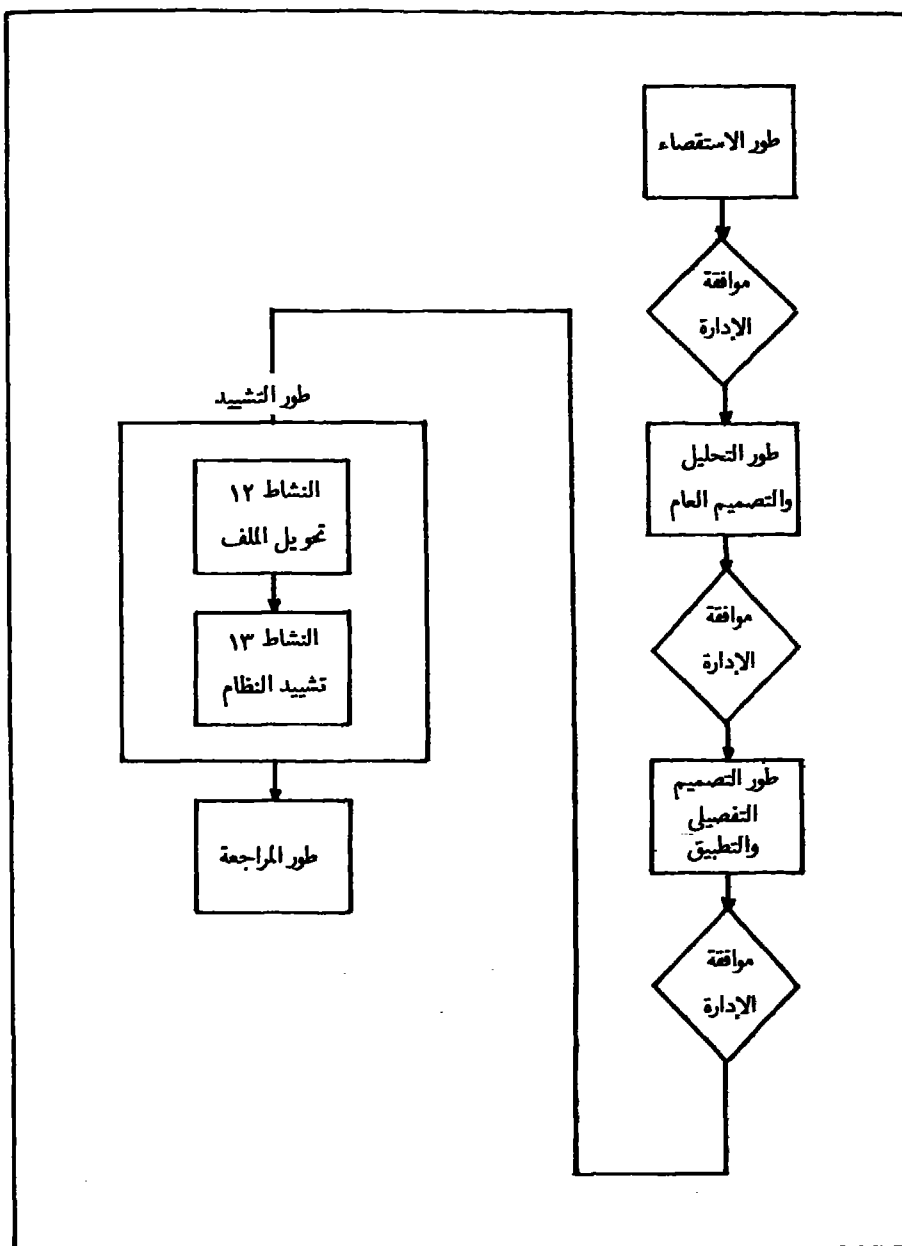 طور الاستقصاء
موافقة
الإدارة
طور التحليل
والتصميم العام
موافقة
الإدارة
طور التصميم
التفصيلي
والتطبيق
موافقة
الإدارة
طور التشييد
النشاط ١٢
تحويل الملف
النشاط ١٣
تشييد النظام
طور المراجعة